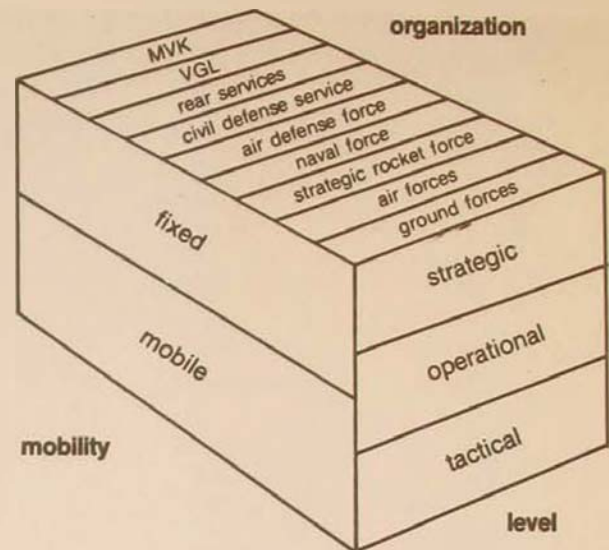 organization
MVK
VGL
rear services
civil defense service
air defense force
naval force
strategic rocket force
air forces
ground forces
fixed
mobile
strategic
operational
tactical
mobility
level